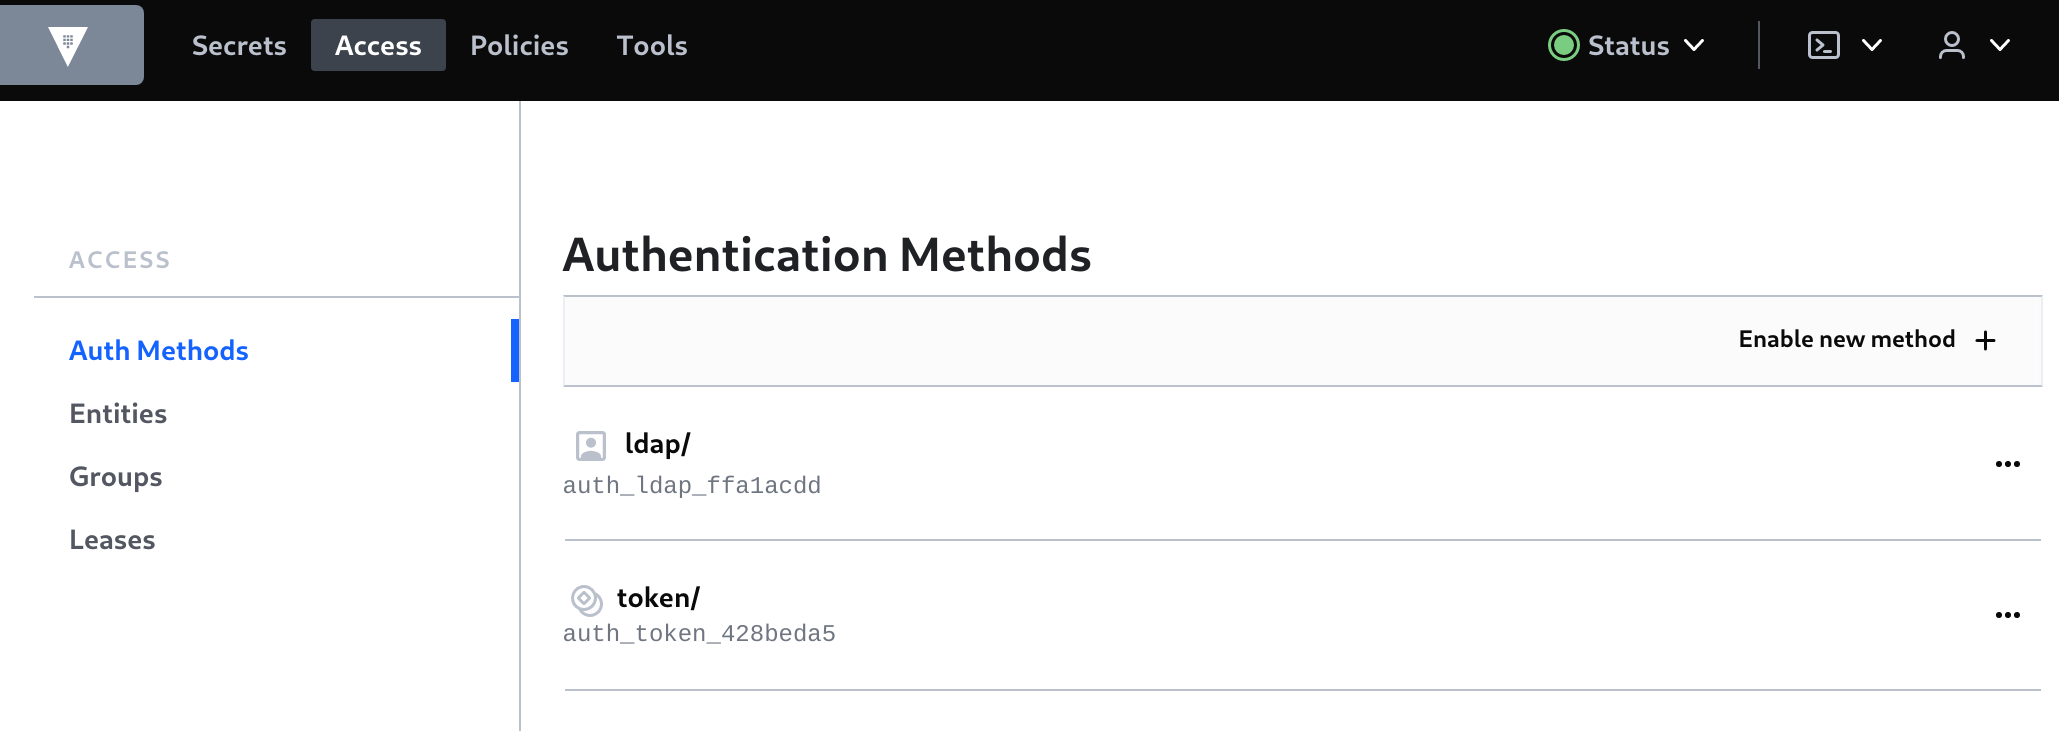 Secrets Access Policies Tools Status
ACCESS
Auth Methods
Entities
Groups
Leases
Authentication Methods
Enable new method +
ldap/
auth_ldap_ffa1acdd
token/
auth_token_428beda5